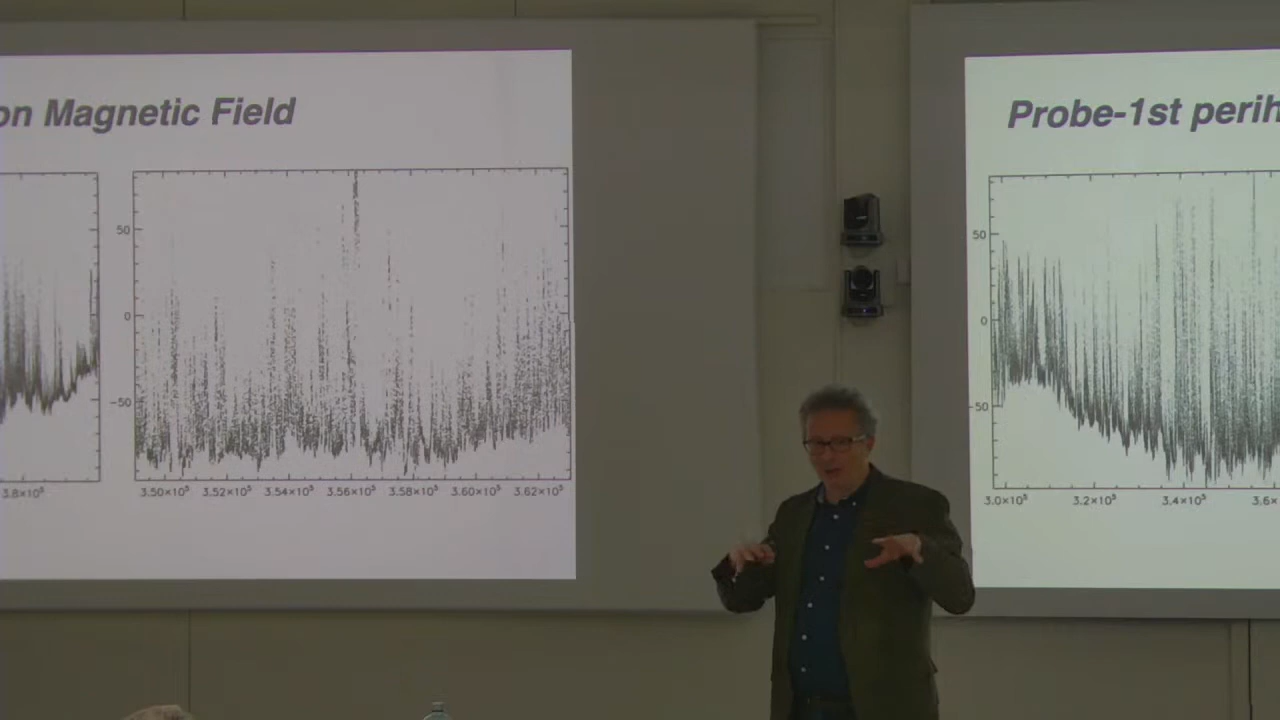 on Magnetic Field
50
0
-50
3.8×10⁵
3.50×10⁵ 3.52×10⁵ 3.54×10⁵ 3.56×10⁵ 3.58×10⁵ 3.60×10⁵ 3.62×10⁵
Probe-1st perih
50
0
-50
3.0×10⁵ 3.2×10⁵ 3.4×10⁵ 3.6×